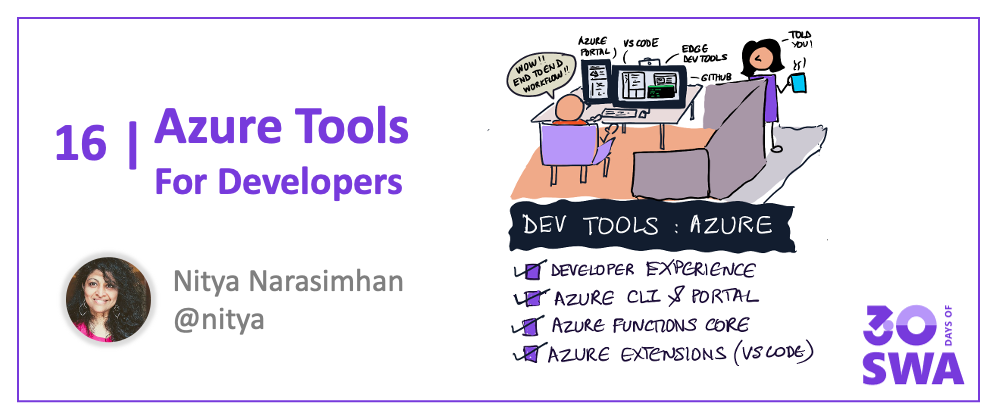 16 |
Azure Tools
For Developers
Nitya Narasimhan
@nitya
WOW!!
END TO END
WORKFLOW!!
AZURE
PORTAL
VS CODE
EDGE
DEV TOOLS
GITHUB
TOLD
YOU!
DEV TOOLS : AZURE
DEVELOPER EXPERIENCE
AZURE CLI & PORTAL
AZURE FUNCTIONS CORE
AZURE EXTENSIONS (VS CODE)
30
DAYS OF
SWA